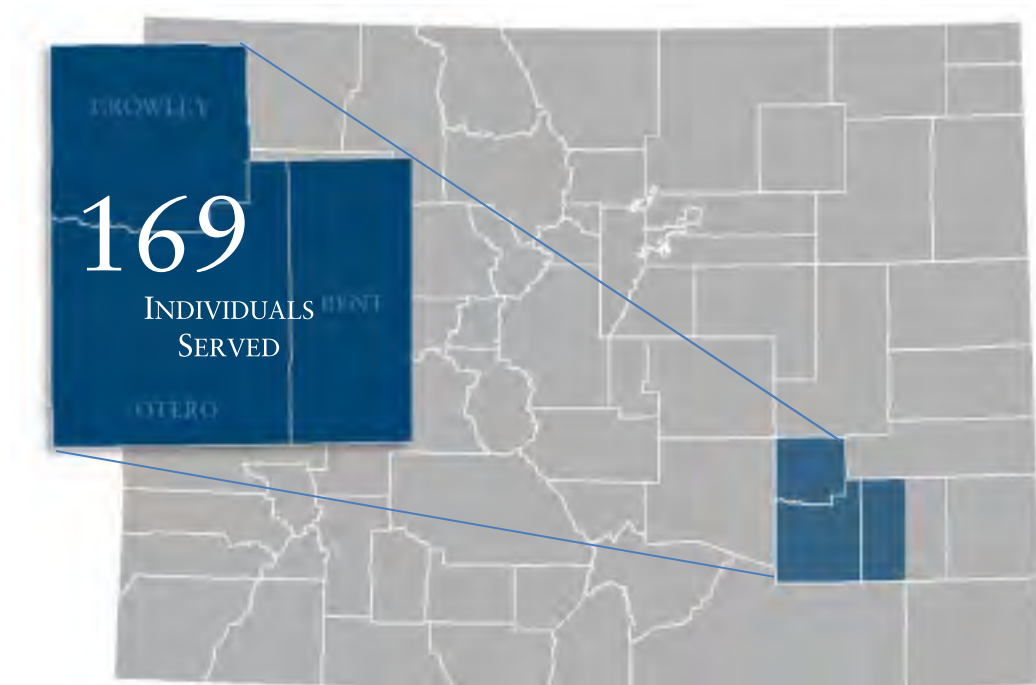 CROWLEY
169
INDIVIDUALS
BENT
SERVED
OTERO